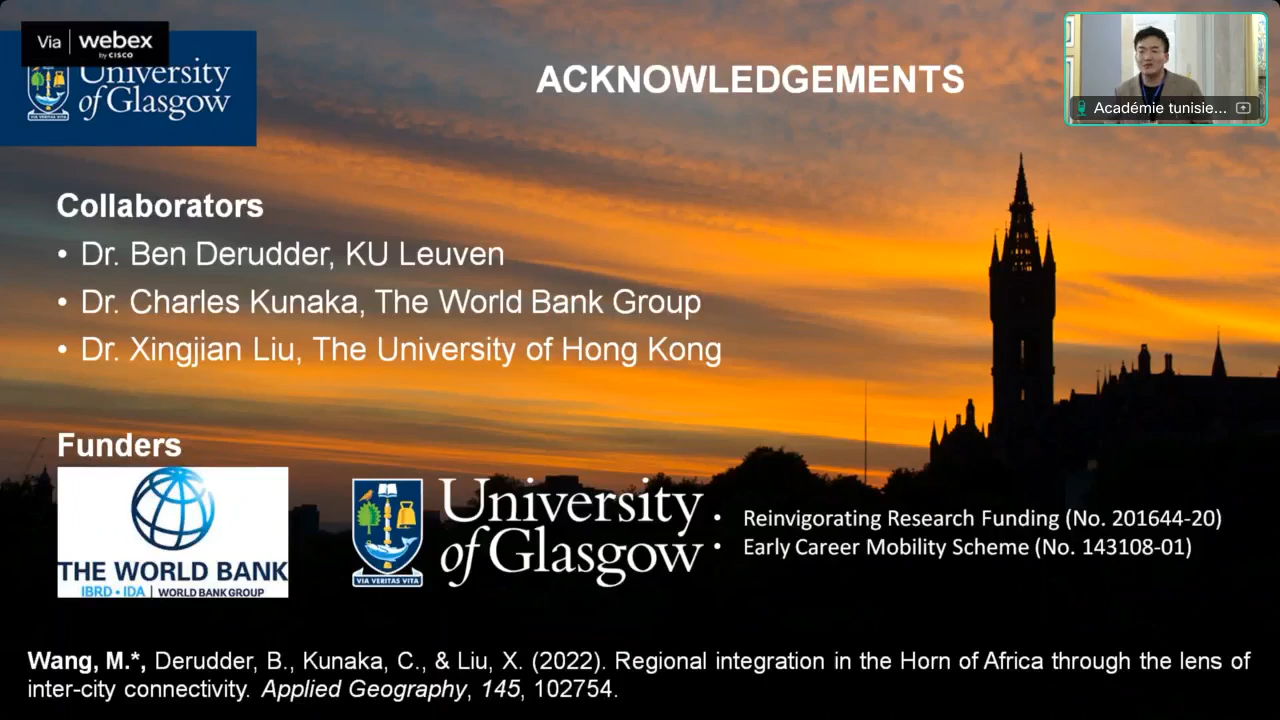 Via webex
by CISCO
University
of Glasgow
VIA VERITAS VITA
ACKNOWLEDGEMENTS
Académie tunisie...
Collaborators
• Dr. Ben Derudder, KU Leuven
• Dr. Charles Kunaka, The World Bank Group
• Dr. Xingjian Liu, The University of Hong Kong
Funders
THE WORLD BANK
IBRD • IDA | WORLD BANK GROUP
University
of Glasgow
VIA VERITAS VITA
• Reinvigorating Research Funding (No. 201644-20)
• Early Career Mobility Scheme (No. 143108-01)
Wang, M.*, Derudder, B., Kunaka, C., & Liu, X. (2022). Regional integration in the Horn of Africa through the lens of
inter-city connectivity. Applied Geography, 145, 102754.